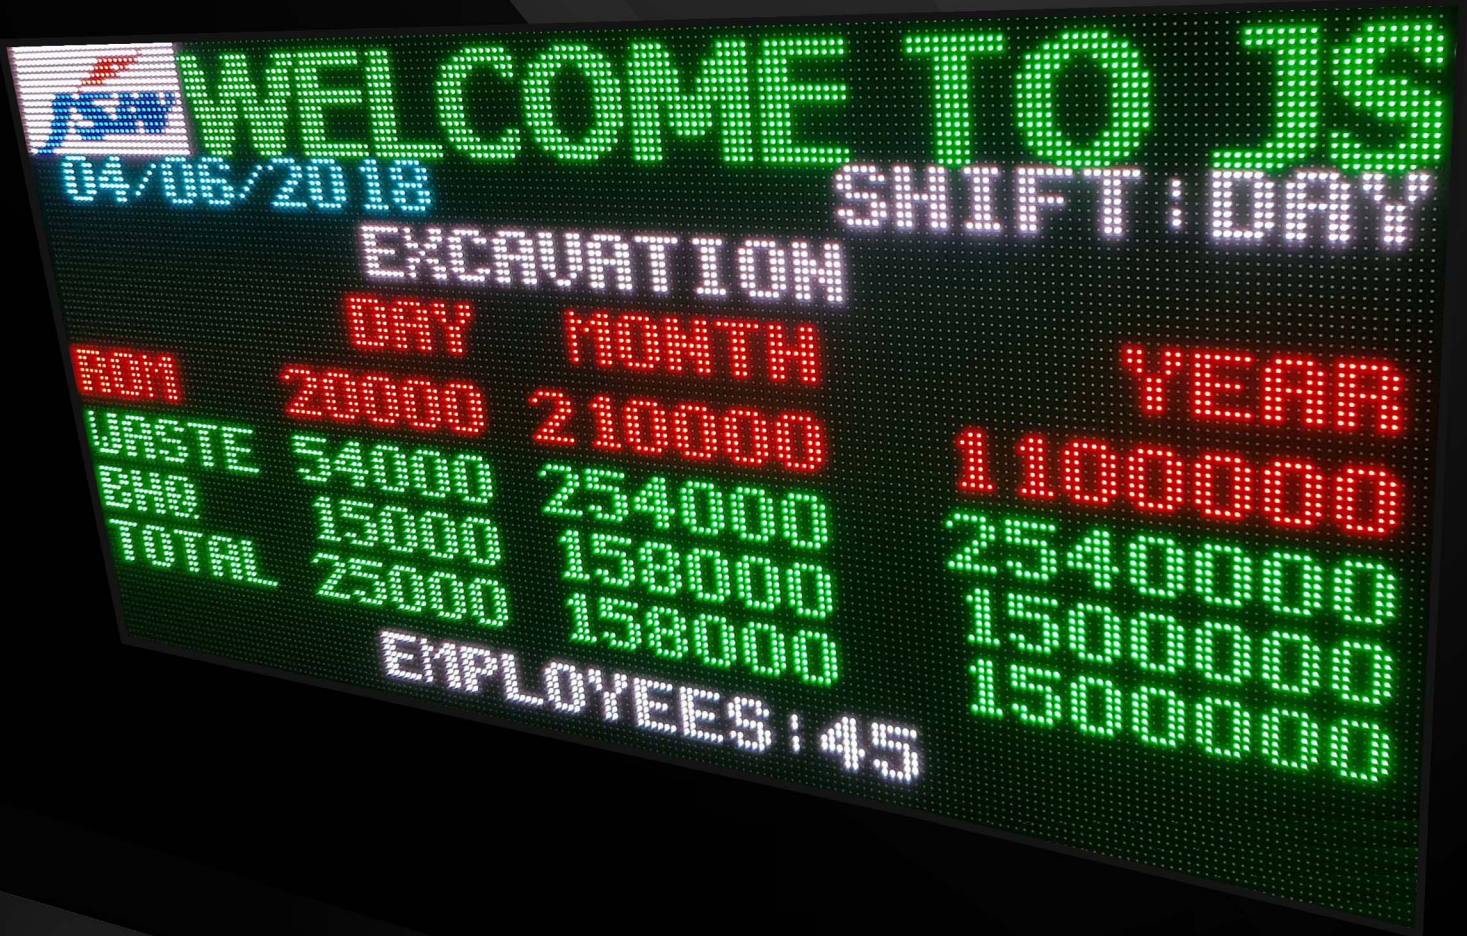 JSW WELCOME TO JS
04/06/2018 SHIFT:DAY
EXCAVATION
DAY MONTH YEAR
ROM 20000 210000 1100000
WASTE 54000 254000 2540000
BHQ 15000 158000 1500000
TOTAL 25000 158000 1500000
EMPLOYEES:45